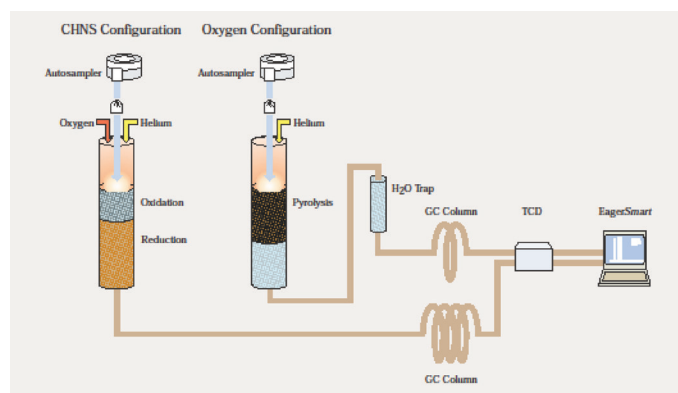 CHNS Configuration
Oxygen Configuration
Autosampler
Autosampler
Oxygen
Helium
Helium
Oxidation
Pyrolysis
Reduction
H2O Trap
GC Column
TCD
EagerSmart
GC Column